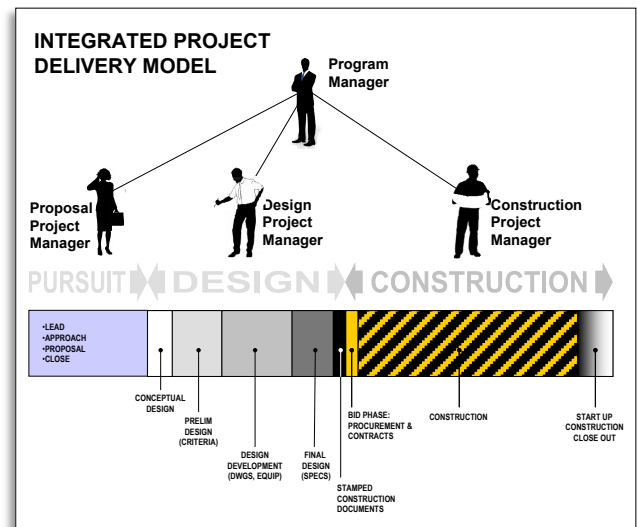 INTEGRATED PROJECT
DELIVERY MODEL
Program
Manager
Proposal
Project
Manager
Design
Project
Manager
Construction
Project
Manager
PURSUIT DESIGN CONSTRUCTION
•LEAD
•APPROACH
•PROPOSAL
•CLOSE
CONCEPTUAL
DESIGN
PRELIM
DESIGN
(CRITERIA)
DESIGN
DEVELOPMENT
(DWGS, EQUIP)
FINAL
DESIGN
(SPECS)
STAMPED
CONSTRUCTION
DOCUMENTS
BID PHASE:
PROCUREMENT &
CONTRACTS
CONSTRUCTION
START UP
CONSTRUCTION
CLOSE OUT